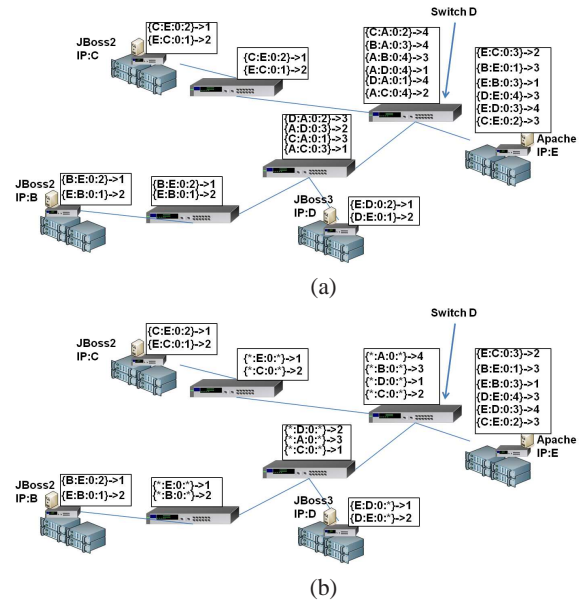 Switch D
{C:E:0:2}->1
{E:C:0:1}->2
JBoss2
IP:C
{C:E:0:2}->1
{E:C:0:1}->2
{C:A:0:2}->4
{B:A:0:3}->4
{A:B:0:4}->3
{A:D:0:4}->1
{D:A:0:1}->4
{A:C:0:4}->2
{E:C:0:3}->2
{B:E:0:1}->3
{E:B:0:3}->1
{D:E:0:4}->3
{E:D:0:3}->4
{C:E:0:2}->3
{D:A:0:2}->3
{A:D:0:3}->2
{C:A:0:1}->3
{A:C:0:3}->1
Apache
IP:E
JBoss2
IP:B
{B:E:0:2}->1
{E:B:0:1}->2
{B:E:0:2}->1
{E:B:0:1}->2
JBoss3
IP:D
{E:D:0:2}->1
{D:E:0:1}->2
(a)
Switch D
{C:E:0:2}->1
{E:C:0:1}->2
JBoss2
IP:C
{*:E:0:*}->1
{*:C:0:*}->2
{*:A:0:*}->4
{*:B:0:*}->3
{*:D:0:*}->1
{*:C:0:*}->2
{E:C:0:3}->2
{B:E:0:1}->3
{E:B:0:3}->1
{D:E:0:4}->3
{E:D:0:3}->4
{C:E:0:2}->3
{*:D:0:*}->2
{*:A:0:*}->3
{*:C:0:*}->1
Apache
IP:E
JBoss2
IP:B
{B:E:0:2}->1
{E:B:0:1}->2
{*:E:0:*}->1
{*:B:0:*}->2
JBoss3
IP:D
{E:D:0:*}->1
{D:E:0:*}->2
(b)